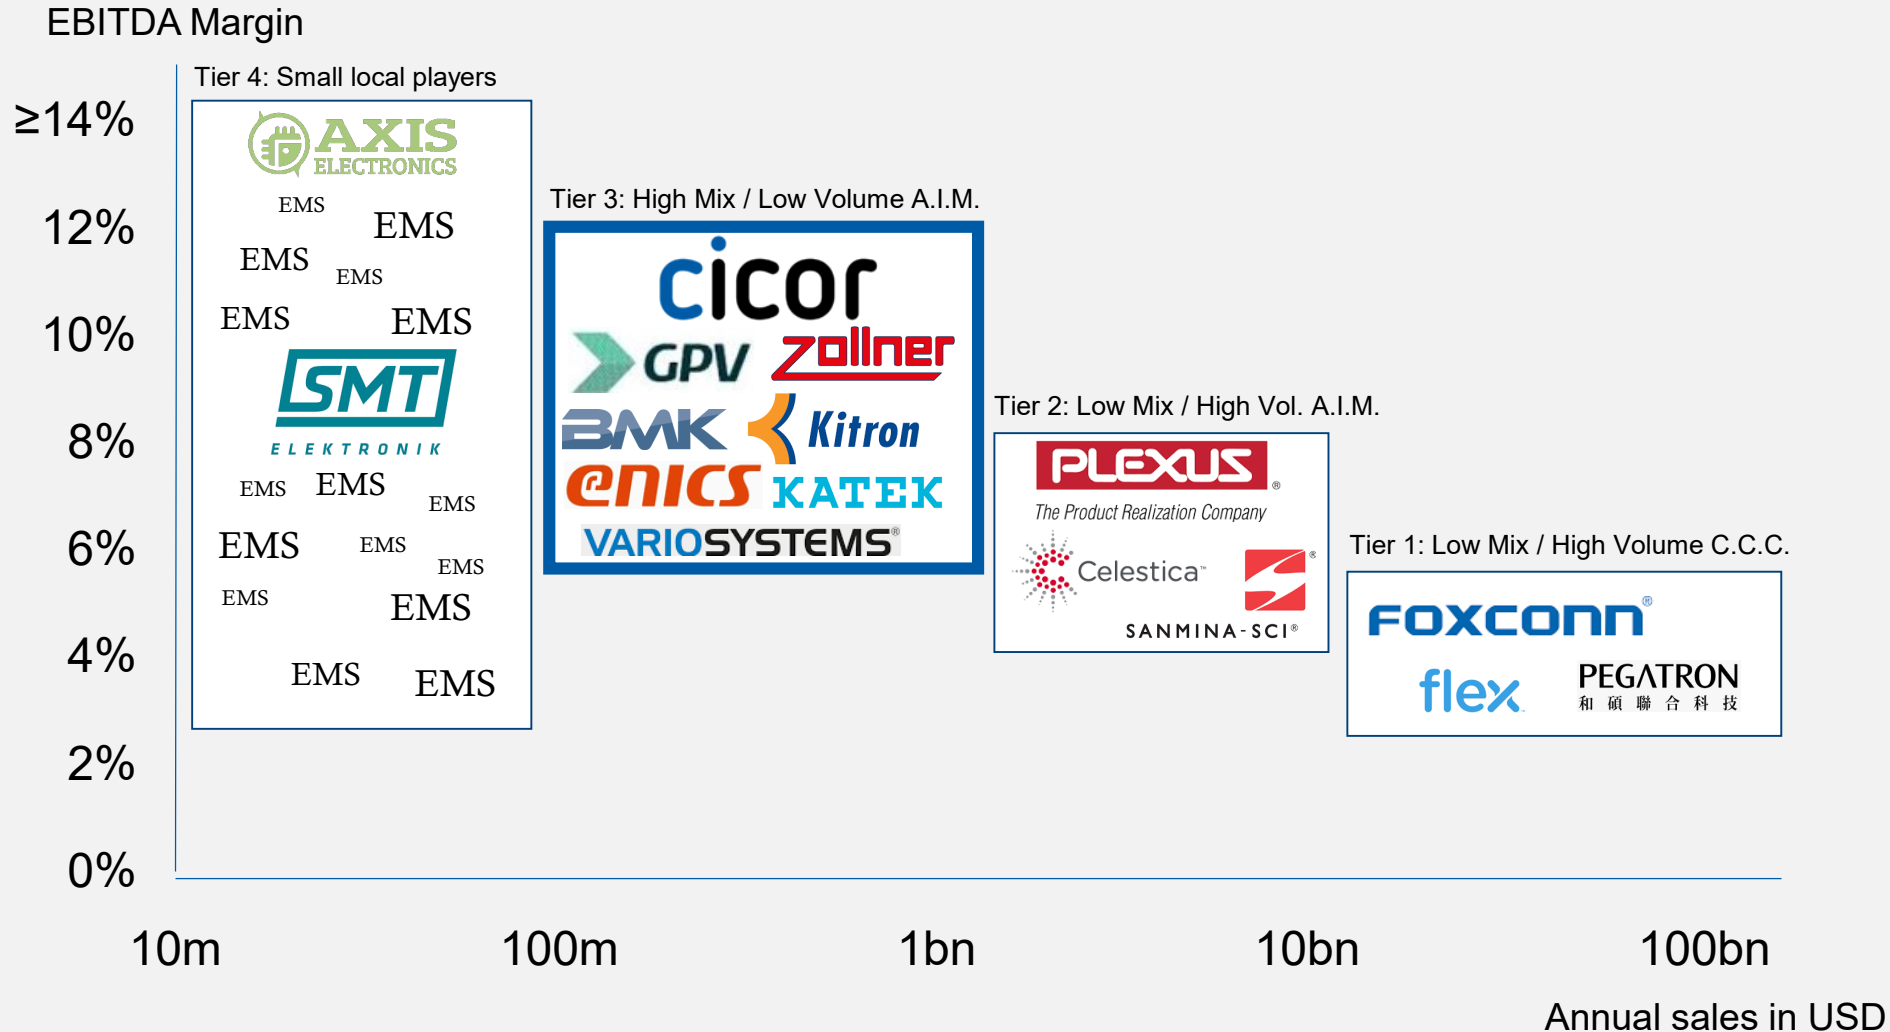 EBITDA Margin
≥14%
12%
10%
8%
6%
4%
2%
0%
Tier 4: Small local players
AXIS
ELECTRONICS
EMS
EMS
EMS
EMS
EMS
EMS
SMT
ELEKTRONIK
EMS
EMS
EMS
EMS
EMS
EMS
EMS
EMS
EMS
EMS
Tier 3: High Mix / Low Volume A.I.M.
cicor
GPV
zollner
BMK
Kitron
enics
KATEK
VARIOSYSTEMS®
Tier 2: Low Mix / High Vol. A.I.M.
PLEXUS®
The Product Realization Company
Celestica™
SANMINA-SCI®
Tier 1: Low Mix / High Volume C.C.C.
FOXCONN®
flex
PEGATRON
和碩聯合科技
10m
100m
1bn
10bn
100bn
Annual sales in USD